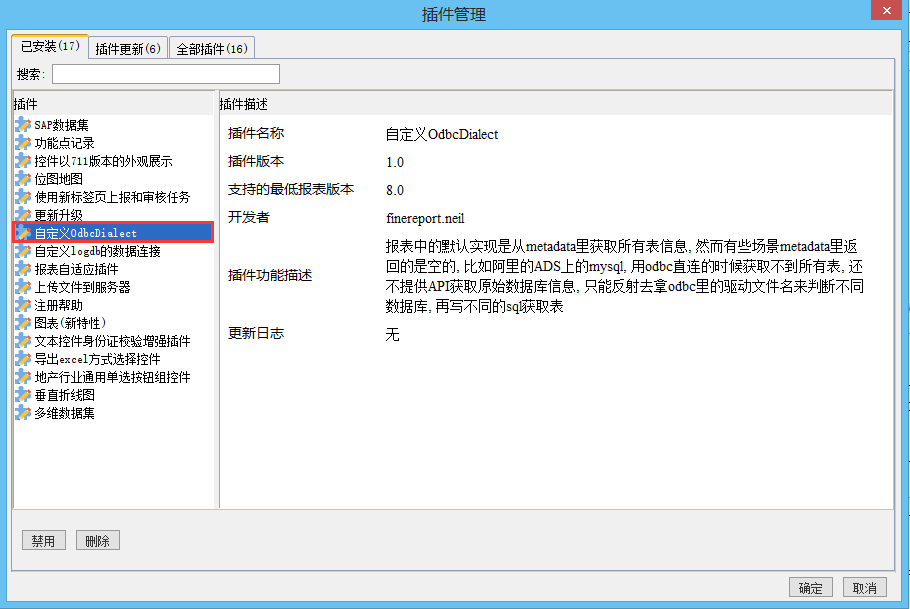 插件管理
已安装(17)
插件更新(6)
全部插件(16)
搜索:
插件
SAP数据集
功能点记录
控件以711版本的外观展示
位图地图
使用新标签页上报和审核任务
更新升级
自定义OdbcDialect
自定义logdb的数据连接
报表自适应插件
上传文件到服务器
注册帮助
图表(新特性)
文本控件身份证校验增强插件
导出excel方式选择控件
地产行业通用单选按钮组控件
垂直折线图
多维数据集
插件描述
插件名称 自定义OdbcDialect
插件版本 1.0
支持的最低报表版本 8.0
开发者 finereport.neil
插件功能描述
报表中的默认实现是从metadata里获取所有表信息, 然而有些场景metadata里返
回的是空的, 比如阿里的ADS上的mysql, 用odbc直连的时候获取不到所有表, 还
不提供API获取原始数据库信息, 只能反射去拿odbc里的驱动文件名来判断不同
数据库, 再写不同的sql获取表
更新日志 无
禁用
删除
确定
取消